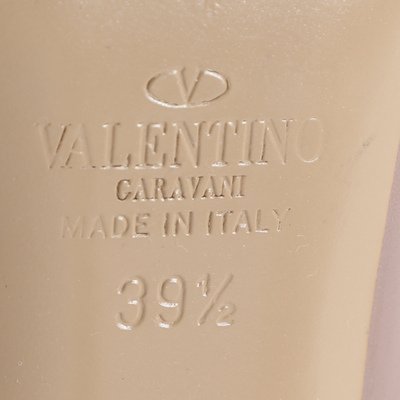 V
VALENTINO
GARAVANI
MADE IN ITALY
39½